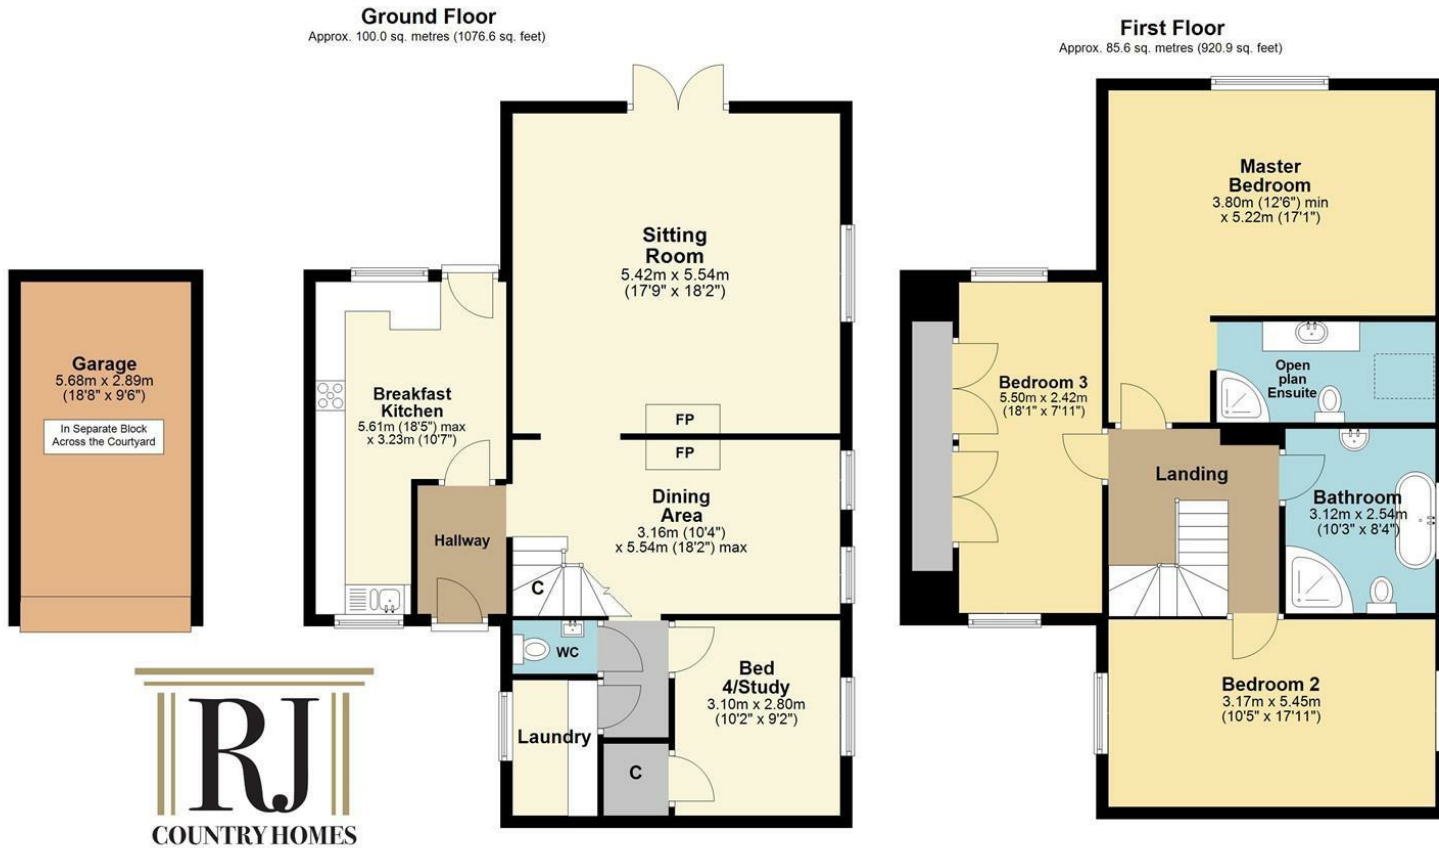 Ground Floor
Approx. 100.0 sq. metres (1076.6 sq. feet)
First Floor
Approx. 85.6 sq. metres (920.9 sq. feet)
Garage
5.68m x 2.89m
(18'8" x 9'6")
In Separate Block
Across the Courtyard
Breakfast
Kitchen
5.61m (18'5") max
x 3.23m (10'7")
Hallway
Sitting
Room
5.42m x 5.54m
(17'9" x 18'2")
FP
FP
Dining
Area
3.16m (10'4")
x 5.54m (18'2") max
C
WC
Laundry
C
Bed
4/Study
3.10m x 2.80m
(10'2" x 9'2")
Master
Bedroom
3.80m (12'6") min
x 5.22m (17'1")
Open
plan
Ensuite
Bedroom 3
5.50m x 2.42m
(18'1" x 7'11")
Landing
Bathroom
3.12m x 2.54m
(10'3" x 8'4")
Bedroom 2
3.17m x 5.45m
(10'5" x 17'11")
RJ
COUNTRY HOMES